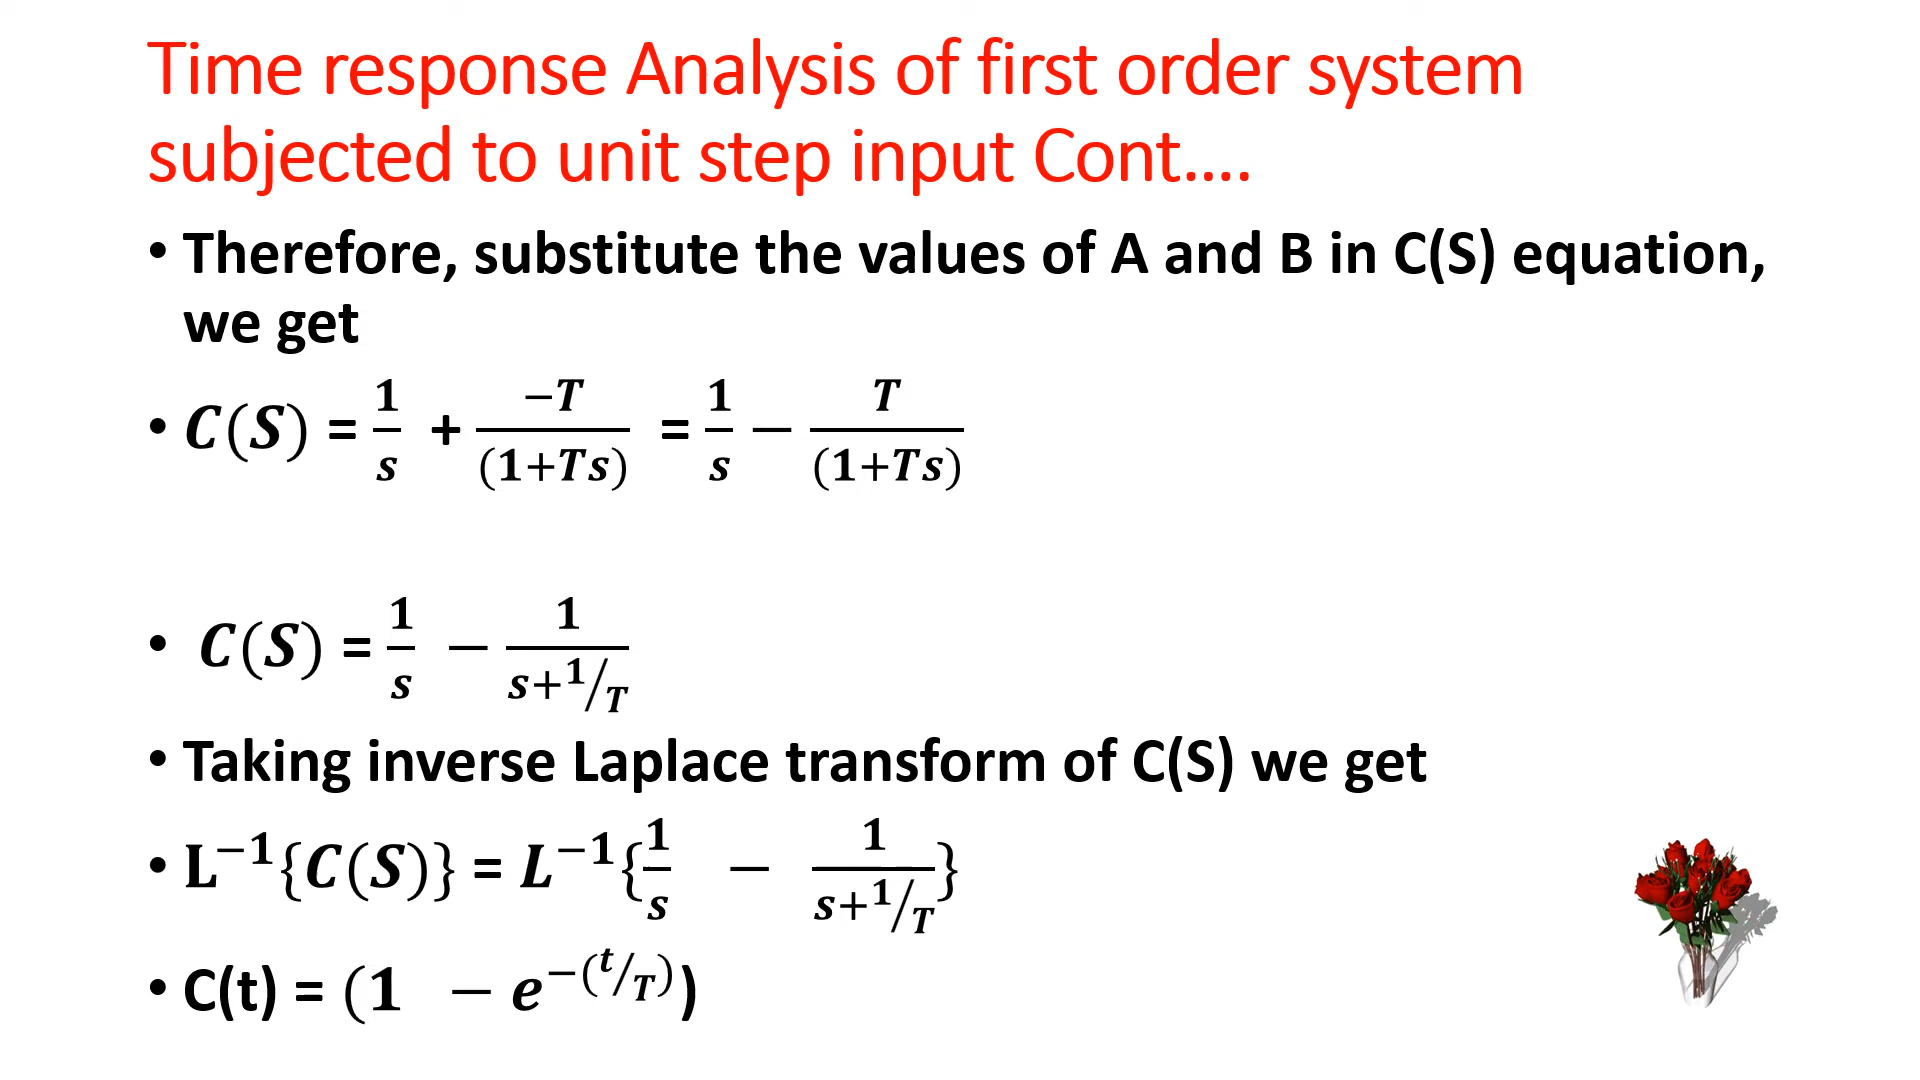 Time response Analysis of first order system
subjected to unit step input Cont....
• Therefore, substitute the values of A and B in C(S) equation,
we get
• C(S) = 1/s + −T/(1+Ts) = 1/s − T/(1+Ts)
• C(S) = 1/s − 1/(s+1/T)
• Taking inverse Laplace transform of C(S) we get
• L⁻¹{C(S)} = L⁻¹{1/s − 1/(s+1/T)}
• C(t) = (1 − e^−(t/T))